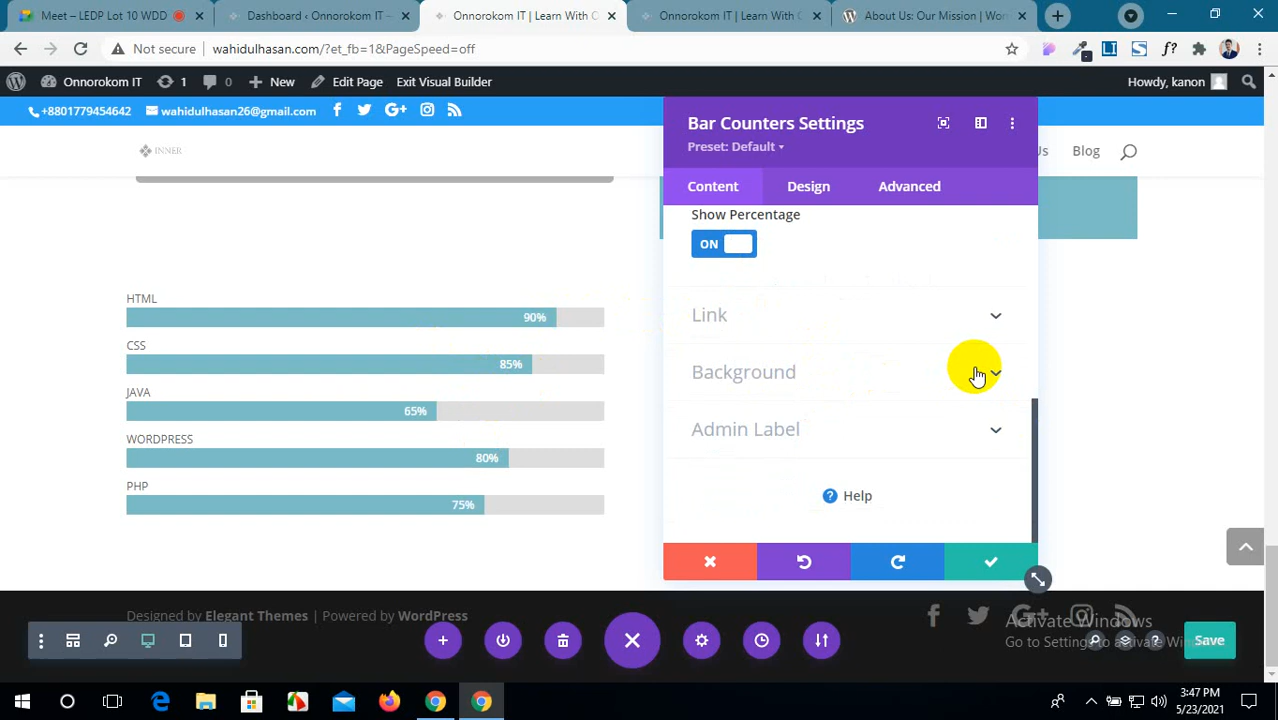 Meet – LEDP Lot 10 WDD
Dashboard ‹ Onnorokom IT –
Onnorokom IT | Learn With O
Onnorokom IT | Learn With O
About Us: Our Mission | Wor
Not secure
wahidulhasan.com/?et_fb=1&PageSpeed=off
Onnorokom IT
1
0
New
Edit Page
Exit Visual Builder
Howdy, kanon
+8801779454642
wahidulhasan26@gmail.com
INNER
Us
Blog
Bar Counters Settings
Preset: Default
Content
Design
Advanced
Show Percentage
ON
Link
Background
Admin Label
Help
HTML
90%
CSS
85%
JAVA
65%
WORDPRESS
80%
PHP
75%
Designed by Elegant Themes | Powered by WordPress
Activate Windows
Go to Settings to activate Windows.
Save
3:47 PM
5/23/2021